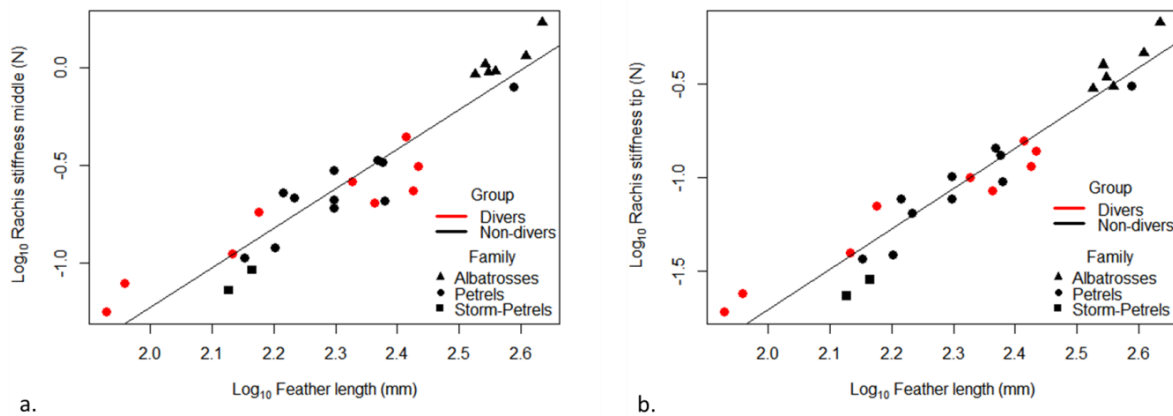 Log10 Rachis stiffness middle (N)
0.0
-0.5
-1.0
Group
Divers
Non-divers
Family
Albatrosses
Petrels
Storm-Petrels
2.0 2.1 2.2 2.3 2.4 2.5 2.6
Log10 Feather length (mm)
a.
Log10 Rachis stiffness tip (N)
-0.5
-1.0
-1.5
Group
Divers
Non-divers
Family
Albatrosses
Petrels
Storm-Petrels
2.0 2.1 2.2 2.3 2.4 2.5 2.6
Log10 Feather length (mm)
b.